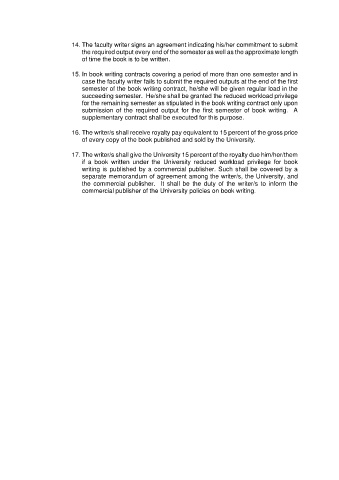 14. The faculty writer signs an agreement indicating his/her commitment to submit
the required output every end of the semester as well as the approximate length
of time the book is to be written.
15. In book writing contracts covering a period of more than one semester and in
case the faculty writer fails to submit the required outputs at the end of the first
semester of the book writing contract, he/she will be given regular load in the
succeeding semester. He/she shall be granted the reduced workload privilege
for the remaining semester as stipulated in the book writing contract only upon
submission of the required output for the first semester of book writing. A
supplementary contract shall be executed for this purpose.
16. The writer/s shall receive royalty pay equivalent to 15 percent of the gross price
of every copy of the book published and sold by the University.
17. The writer/s shall give the University 15 percent of the royalty due him/her/them
if a book written under the University reduced workload privilege for book
writing is published by a commercial publisher. Such shall be covered by a
separate memorandum of agreement among the writer/s, the University, and
the commercial publisher. It shall be the duty of the writer/s to inform the
commercial publisher of the University policies on book writing.